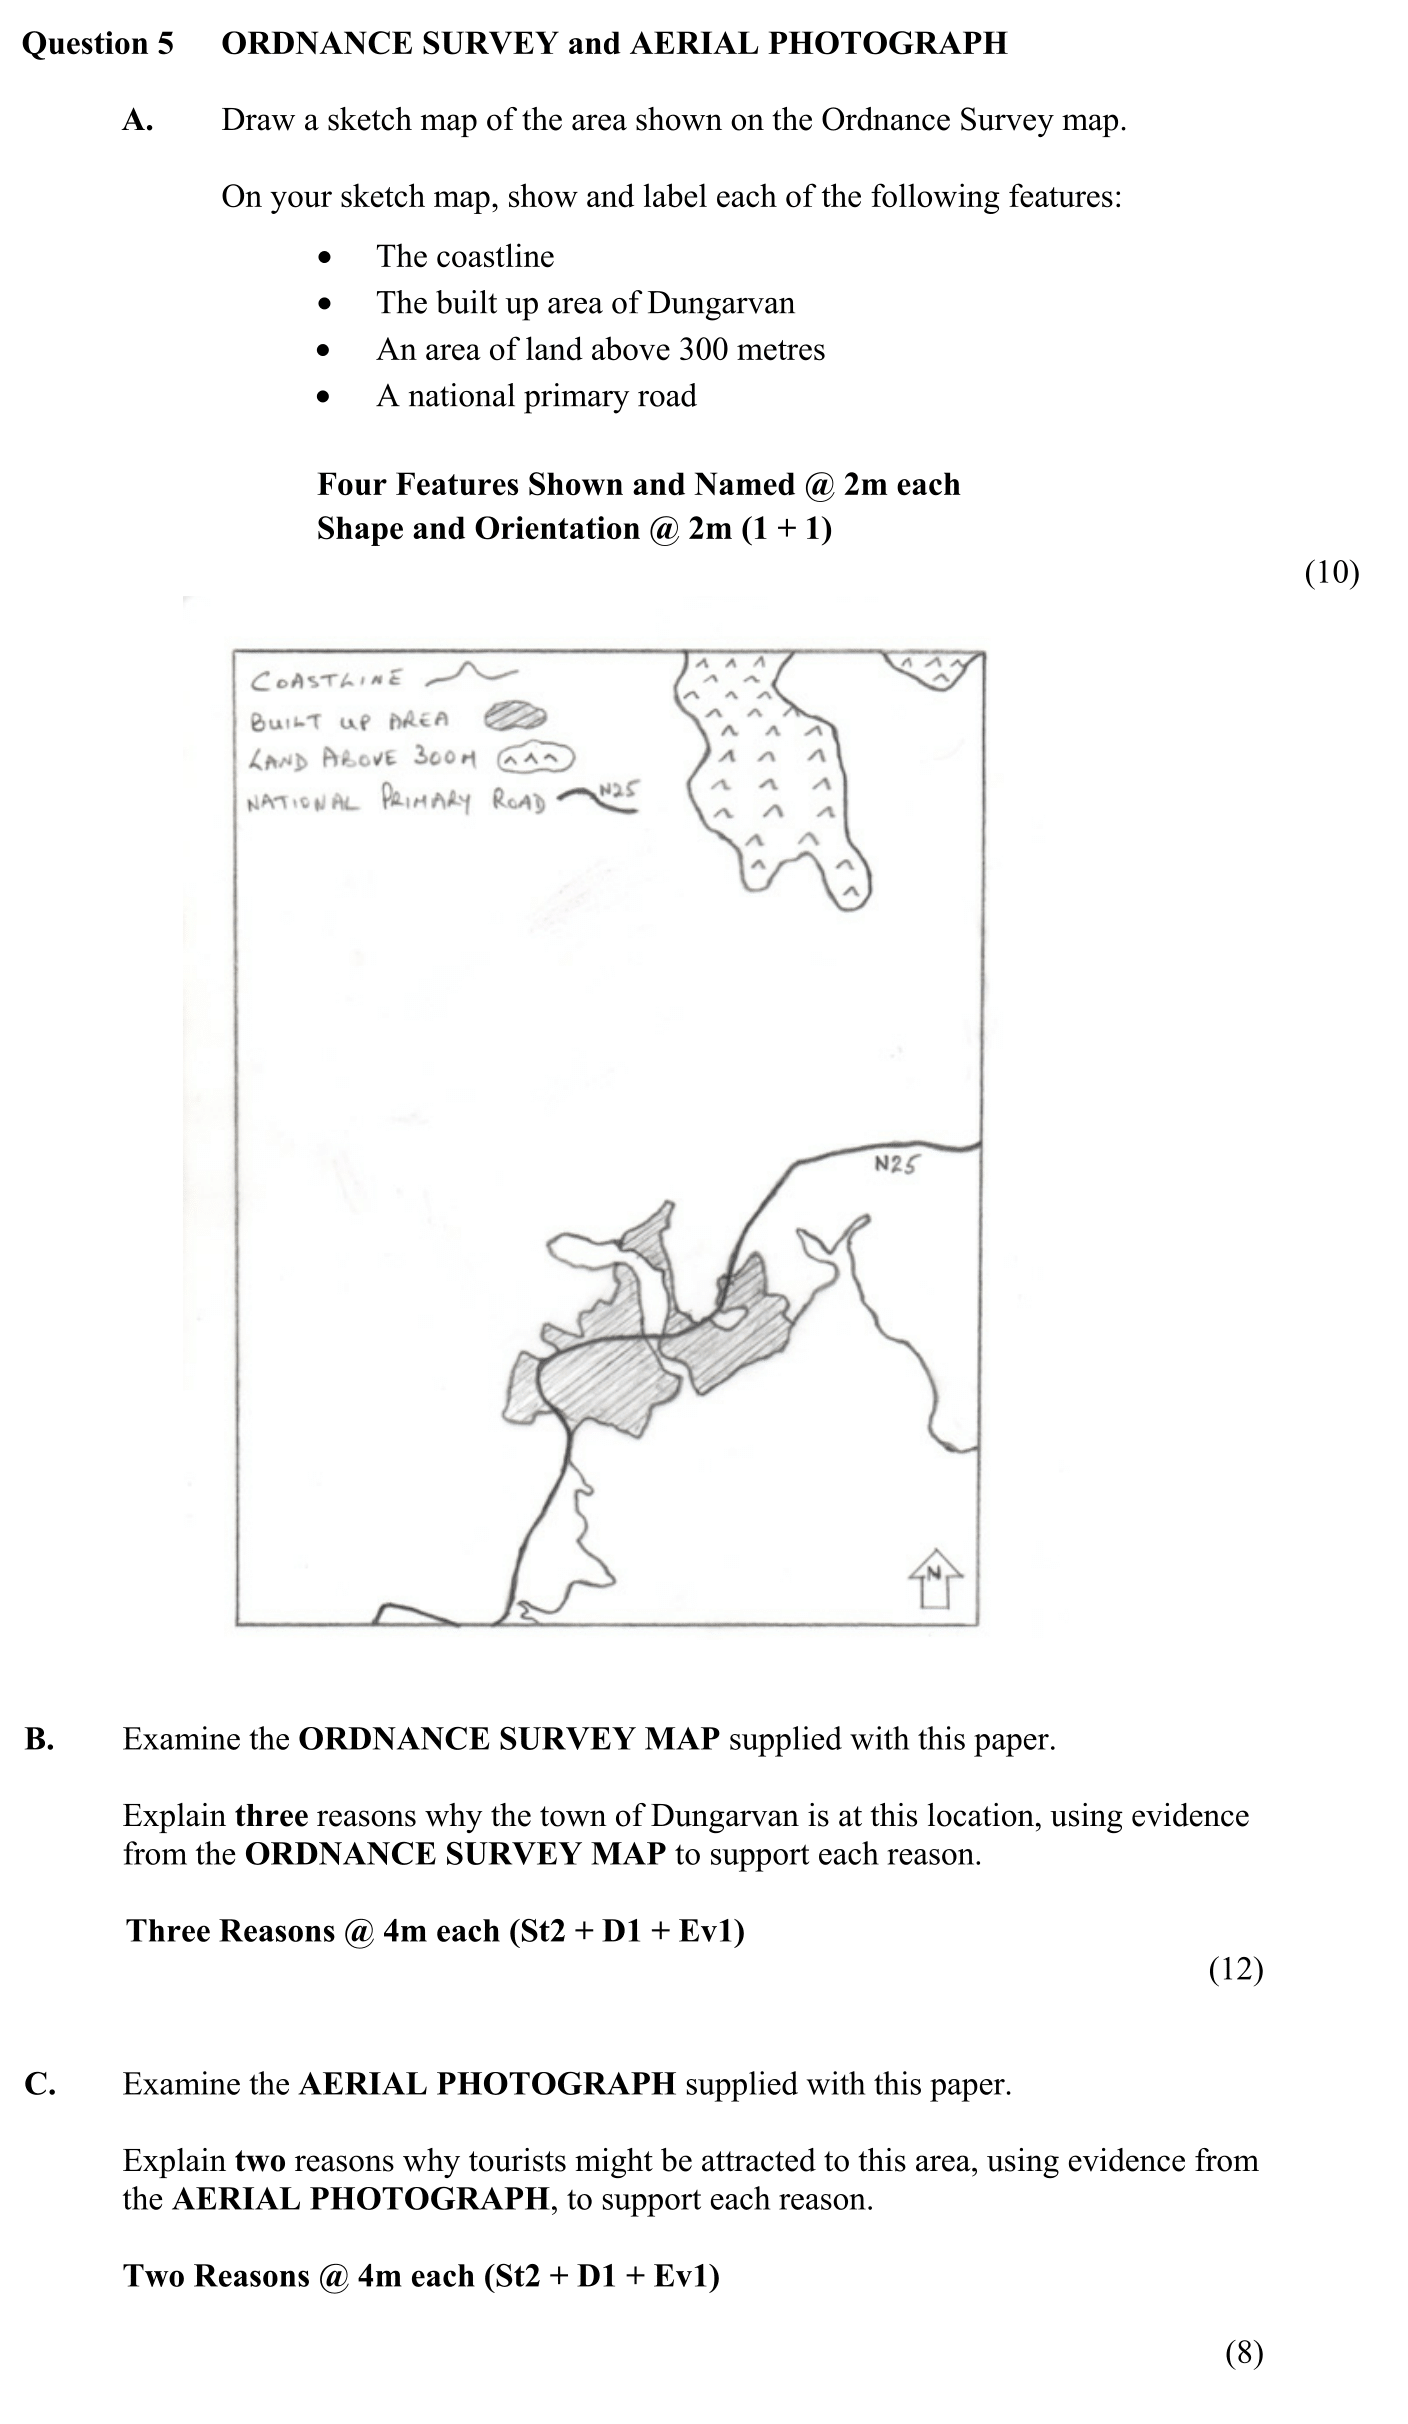 Question 5 ORDNANCE SURVEY and AERIAL PHOTOGRAPH
A. Draw a sketch map of the area shown on the Ordnance Survey map.
On your sketch map, show and label each of the following features:
• The coastline
• The built up area of Dungarvan
• An area of land above 300 metres
• A national primary road
Four Features Shown and Named @ 2m each
Shape and Orientation @ 2m (1 + 1)
(10)
COASTLINE
BUILT UP AREA
LAND ABOVE 300M
NATIONAL PRIMARY ROAD N25
N25
N
B. Examine the ORDNANCE SURVEY MAP supplied with this paper.
Explain three reasons why the town of Dungarvan is at this location, using evidence
from the ORDNANCE SURVEY MAP to support each reason.
Three Reasons @ 4m each (St2 + D1 + Ev1)
(12)
C. Examine the AERIAL PHOTOGRAPH supplied with this paper.
Explain two reasons why tourists might be attracted to this area, using evidence from
the AERIAL PHOTOGRAPH, to support each reason.
Two Reasons @ 4m each (St2 + D1 + Ev1)
(8)